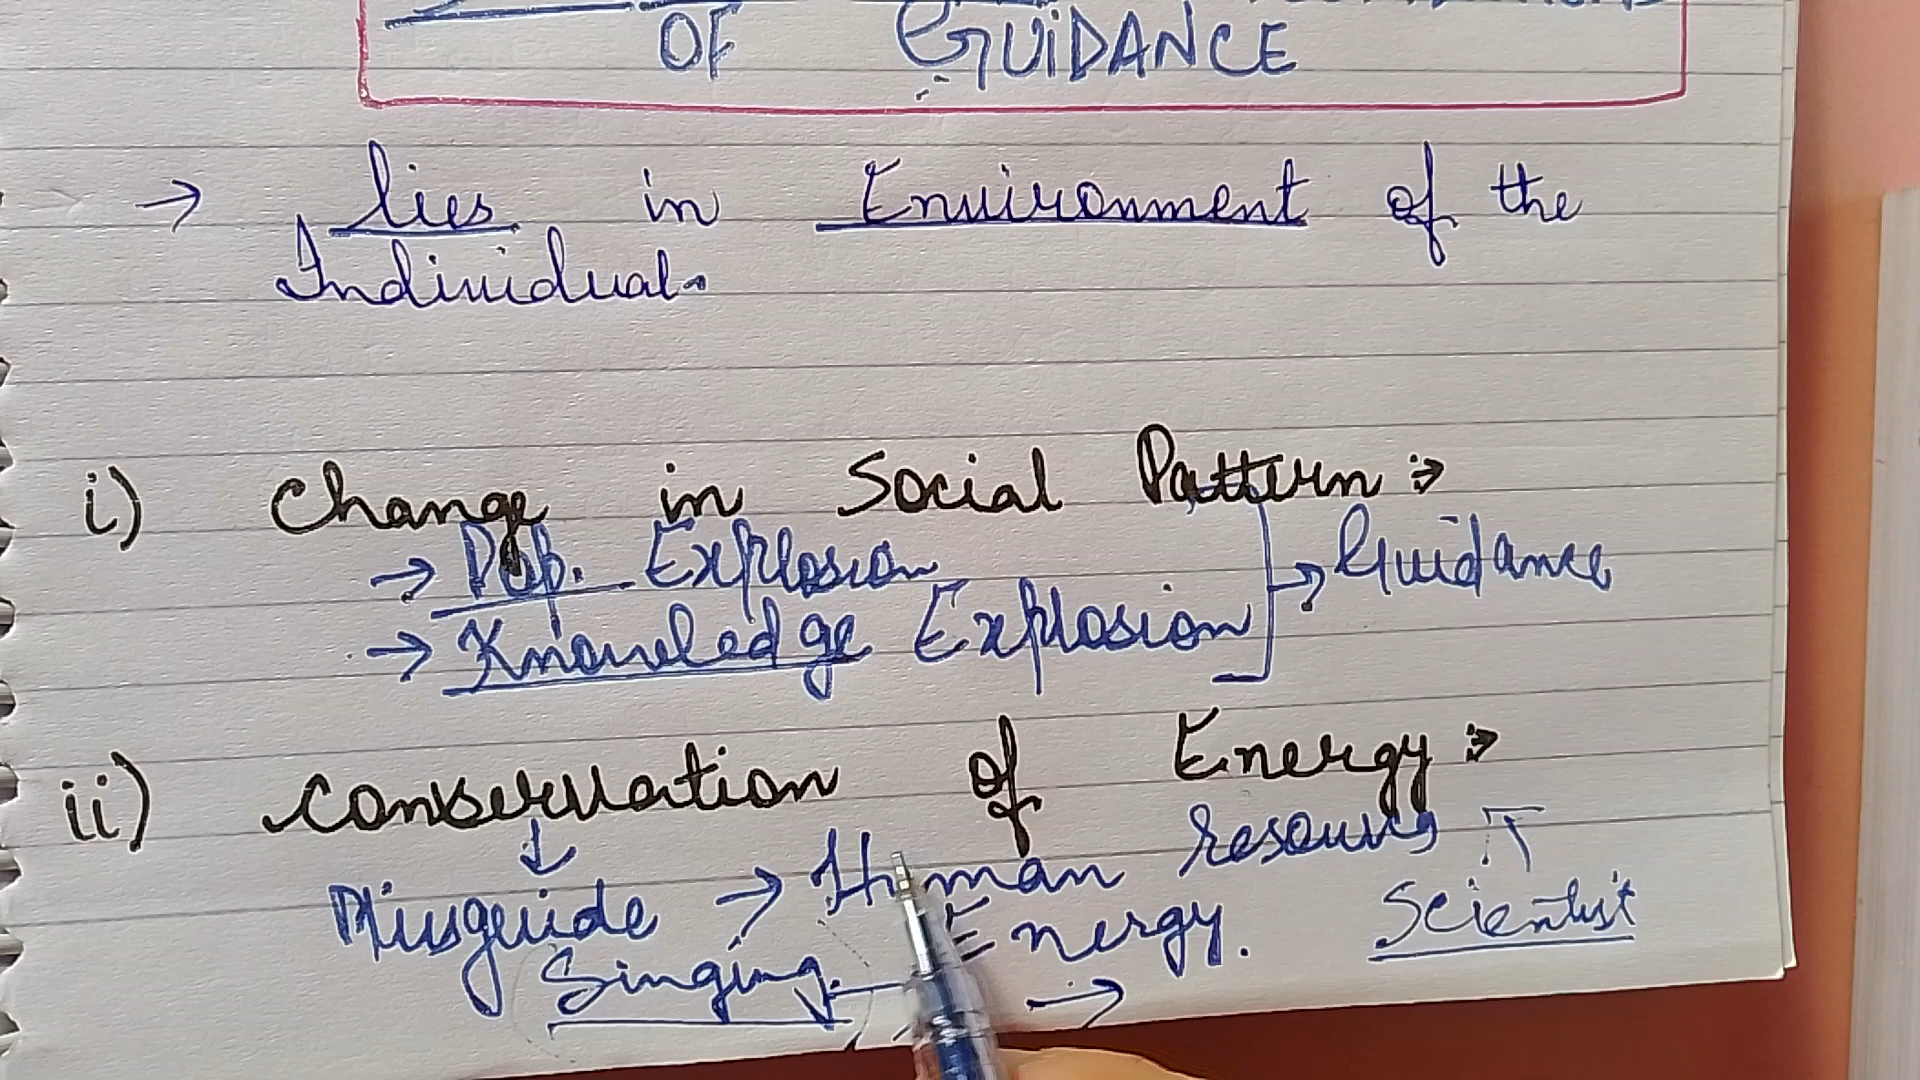 OF GUIDANCE
→ lies in Environment of the
Individual.
i) Change in Social Pattern :→
→ Pop. Explosion
→ Knowledge Explosion → Guidance
ii) Conservation of Energy :→
↓
Misguide → Human resource
Energy. Scientist
Singing →